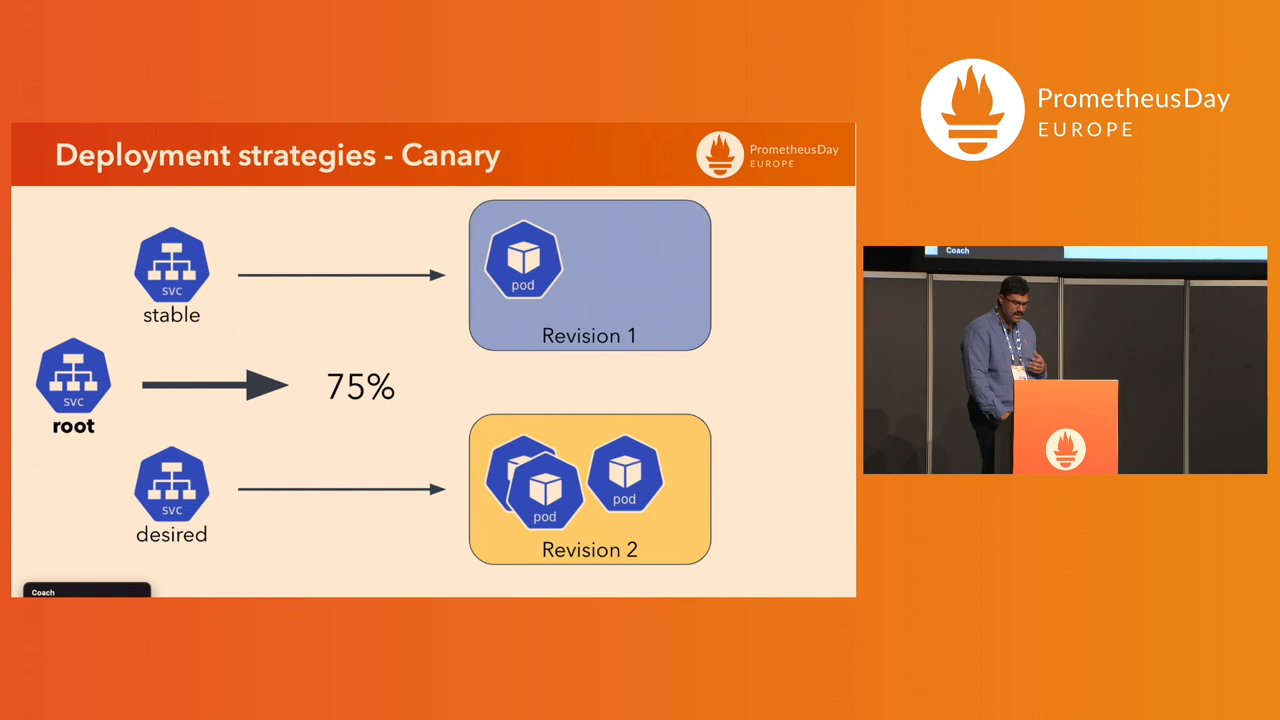 PrometheusDay
EUROPE
Deployment strategies - Canary
PrometheusDay
EUROPE
svc
stable
pod
Revision 1
svc
root
75%
svc
desired
pod
pod
Revision 2
Coach
Coach